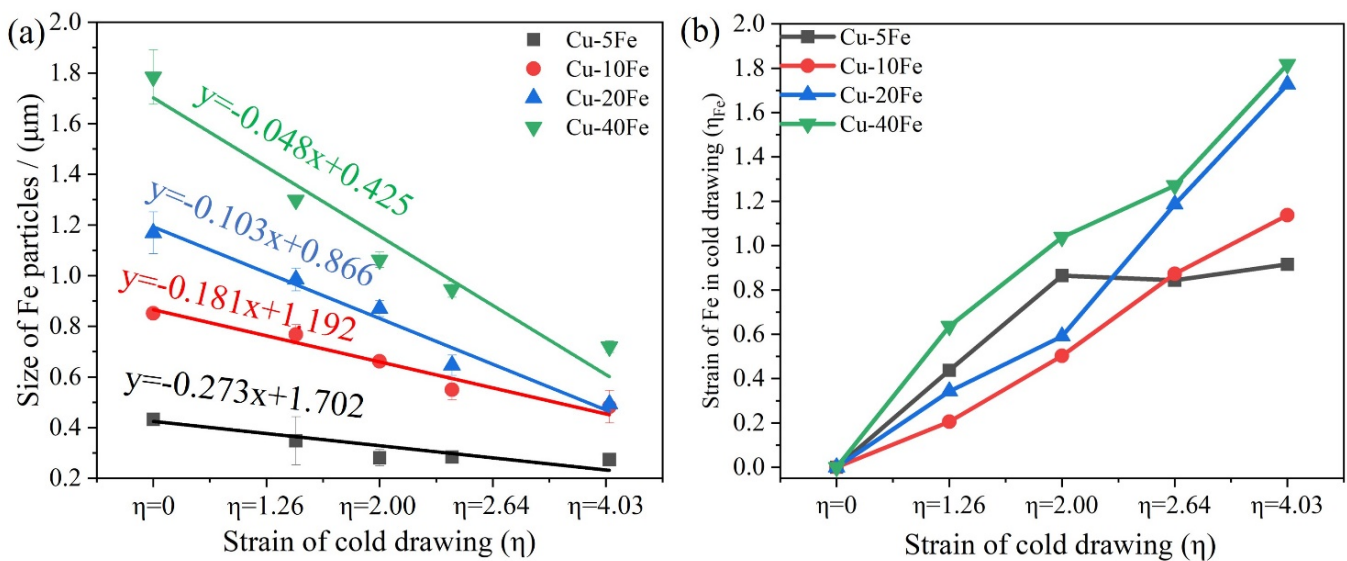 (a)
Size of Fe particles / (μm)
2.0
1.8
1.6
1.4
1.2
1.0
0.8
0.6
0.4
0.2
Cu-5Fe
Cu-10Fe
Cu-20Fe
Cu-40Fe
y=-0.048x+0.425
y=-0.103x+0.866
y=-0.181x+1.192
y=-0.273x+1.702
η=0
η=1.26
η=2.00
η=2.64
η=4.03
Strain of cold drawing (η)
(b)
Strain of Fe in cold drawing (ηFe)
2.0
1.8
1.6
1.4
1.2
1.0
0.8
0.6
0.4
0.2
0.0
Cu-5Fe
Cu-10Fe
Cu-20Fe
Cu-40Fe
η=0
η=1.26
η=2.00
η=2.64
η=4.03
Strain of cold drawing (η)